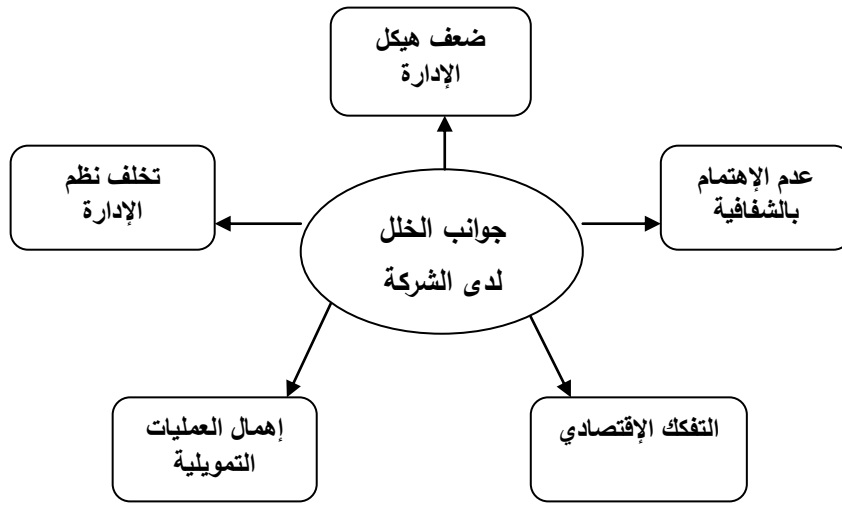 ضعف هيكل
الإدارة
عدم الإهتمام
بالشفافية
تخلف نظم
الإدارة
جوانب الخلل
لدى الشركة
التفكك الإقتصادي
إهمال العمليات
التمويلية